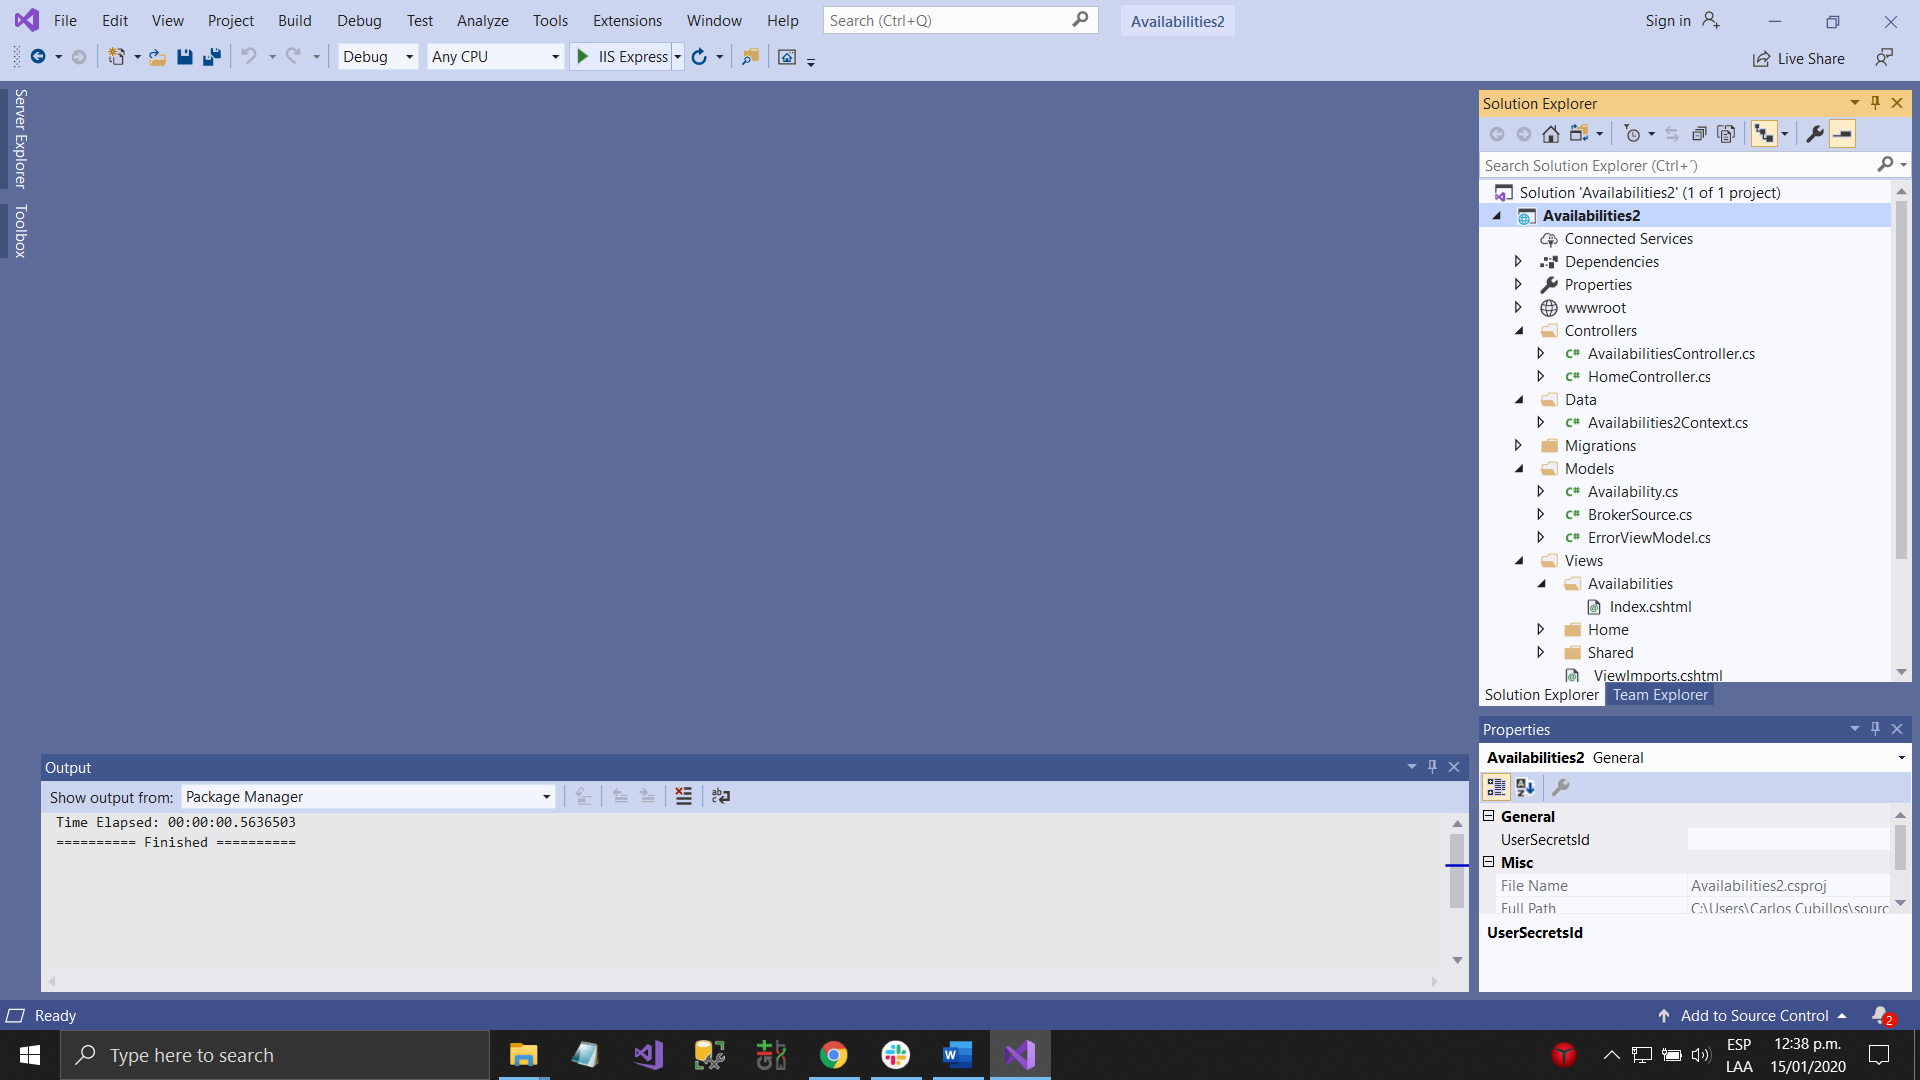 File Edit View Project Build Debug Test Analyze Tools Extensions Window Help Search (Ctrl+Q) Availabilities2 Sign in
Debug Any CPU IIS Express Live Share
Server Explorer
Toolbox
Solution Explorer
Search Solution Explorer (Ctrl+´)
Solution 'Availabilities2' (1 of 1 project)
Availabilities2
Connected Services
Dependencies
Properties
wwwroot
Controllers
C# AvailabilitiesController.cs
C# HomeController.cs
Data
C# Availabilities2Context.cs
Migrations
Models
C# Availability.cs
C# BrokerSource.cs
C# ErrorViewModel.cs
Views
Availabilities
Index.cshtml
Home
Shared
_ViewImports.cshtml
Solution Explorer Team Explorer
Properties
Availabilities2 General
General
UserSecretsId
Misc
File Name Availabilities2.csproj
Full Path C:\Users\Carlos Cubillos\sourc
UserSecretsId
Output
Show output from: Package Manager
Time Elapsed: 00:00:00.5636503
========== Finished ==========
Ready Add to Source Control 2
Type here to search
ESP
LAA
12:38 p.m.
15/01/2020